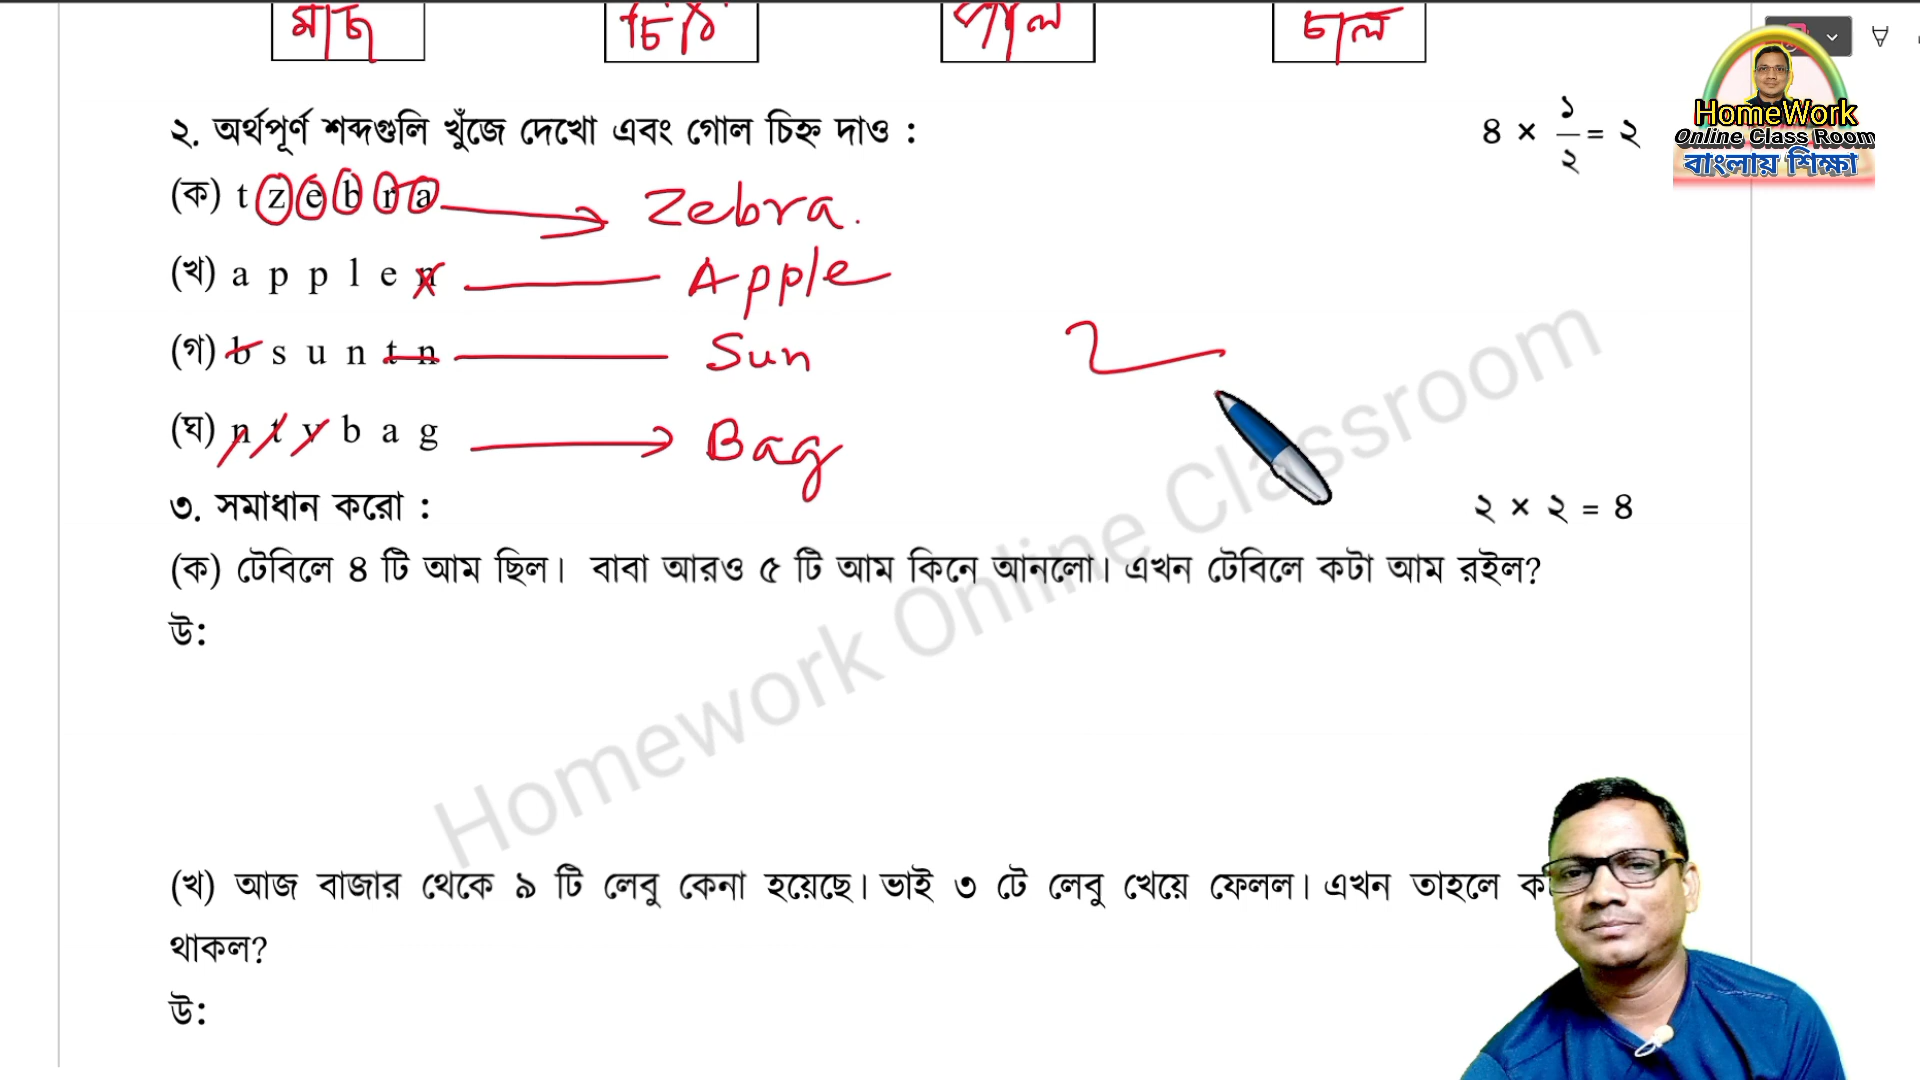 মাছ চাল
২. অর্থপূর্ণ শব্দগুলি খুঁজে দেখো এবং গোল চিহ্ন দাও : ৪ × ১/২ = ২
(ক) t z e b r a Zebra.
(খ) a p p l e n Apple
(গ) b s u n t n Sun
(ঘ) n t y b a g Bag
2
৩. সমাধান করো : ২ × ২ = ৪
(ক) টেবিলে ৪ টি আম ছিল। বাবা আরও ৫ টি আম কিনে আনলো। এখন টেবিলে কটা আম রইল?
উ:
(খ) আজ বাজার থেকে ৯ টি লেবু কেনা হয়েছে। ভাই ৩ টে লেবু খেয়ে ফেলল। এখন তাহলে
থাকল?
উ:
HomeWork
Online Class Room
বাংলায় শিক্ষা
Homework Online Classroom